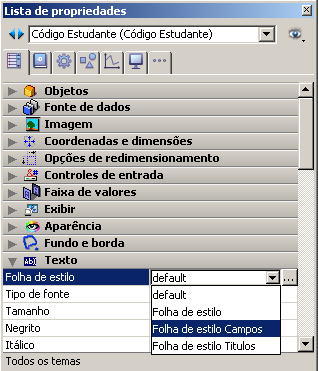 Lista de propriedades
Código Estudante (Código Estudante)
Objetos
Fonte de dados
Imagem
Coordenadas e dimensões
Opções de redimensionamento
Controles de entrada
Faixa de valores
Exibir
Aparência
Fundo e borda
Texto
Folha de estilo default ...
Tipo de fonte default
Tamanho Folha de estilo
Negrito Folha de estilo Campos
Itálico Folha de estilo Titulos
Todos os temas